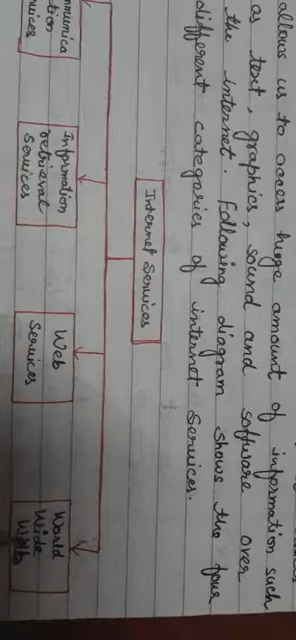 allows us to access huge amount of information such
as text, graphics, sound and software over
the internet. Following diagram shows the four
different categories of internet services.
Internet Services
Information
retrieval
Services
Web
Services
World
Wide
Web